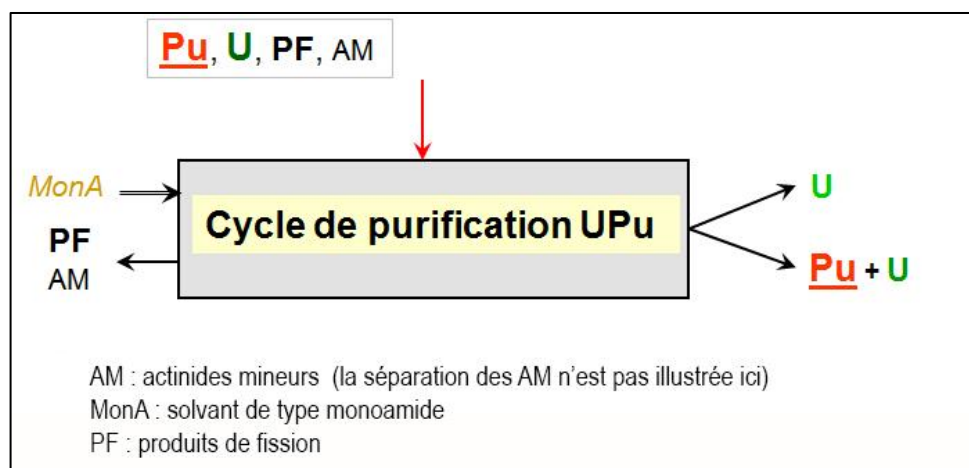 Pu, U, PF, AM
MonA
PF
AM
Cycle de purification UPu
U
Pu + U
AM : actinides mineurs (la séparation des AM n'est pas illustrée ici)
MonA : solvant de type monoamide
PF : produits de fission